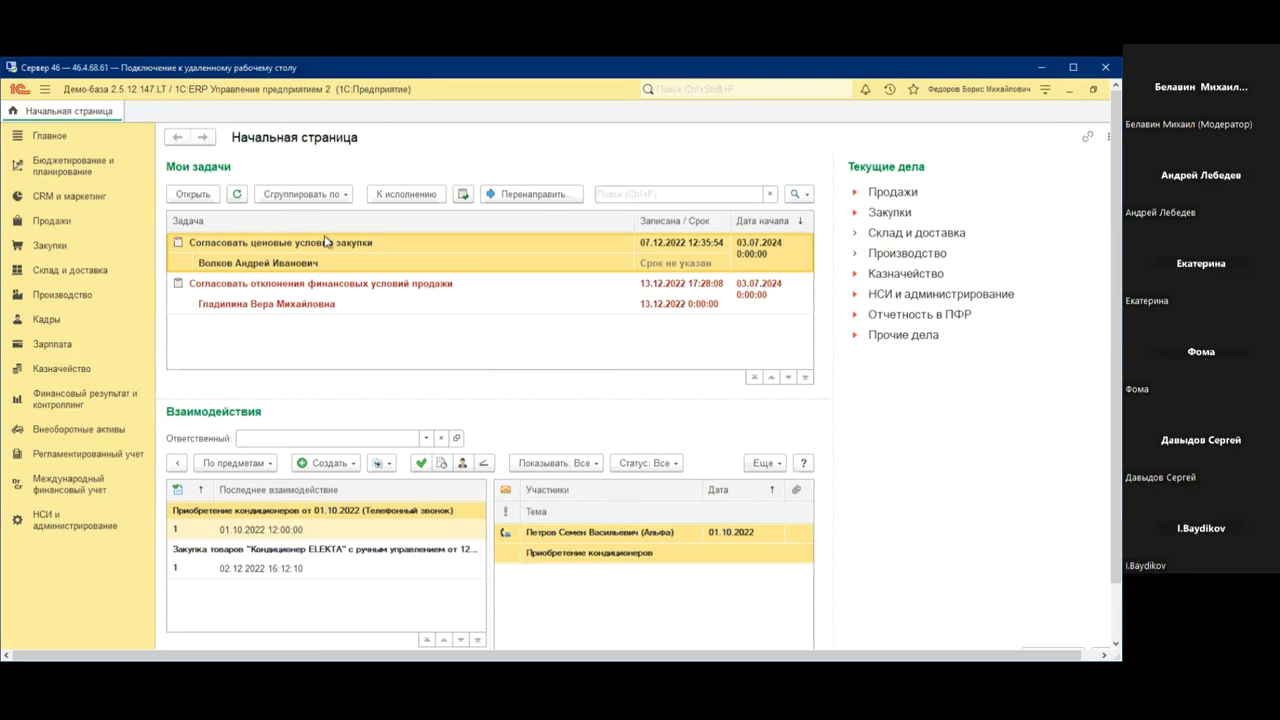 Сервер 46 — 46.4.68.61 — Подключение к удаленному рабочему столу
1С Демо-база 2.5.12.147.LT / 1С:ERP Управление предприятием 2 (1С:Предприятие)
Поиск Ctrl+Shift+F
Федоров Борис Михайлович
Начальная страница
Главное
Бюджетирование и
планирование
CRM и маркетинг
Продажи
Закупки
Склад и доставка
Производство
Кадры
Зарплата
Казначейство
Финансовый результат и
контроллинг
Внеоборотные активы
Регламентированный учет
Dr
Cr
Международный
финансовый учет
НСИ и
администрирование
Начальная страница
Мои задачи
Открыть
Сгруппировать по
К исполнению
Перенаправить...
Поиск (Ctrl+F)
×
Задача
Записана / Срок
Дата начала ↓
Согласовать ценовые условия закупки
07.12.2022 12:35:54
03.07.2024
0:00:00
Волков Андрей Иванович
Срок не указан
Согласовать отклонения финансовых условий продажи
13.12.2022 17:28:08
03.07.2024
0:00:00
Гладилина Вера Михайловна
13.12.2022 0:00:00
Взаимодействия
Ответственный:
×
По предметам
Создать
Показывать: Все
Статус: Все
Еще
?
↑ Последнее взаимодействие
Приобретение кондиционеров от 01.10.2022 (Телефонный звонок)
1 01.10.2022 12:00:00
Закупка товаров "Кондиционер ELEKTA" с ручным управлением от 12...
1 02.12.2022 16:12:10
Участники
Дата ↑
! Тема
Петров Семен Васильевич (Альфа)
01.10.2022
Приобретение кондиционеров
Текущие дела
Продажи
Закупки
Склад и доставка
Производство
Казначейство
НСИ и администрирование
Отчетность в ПФР
Прочие дела
Белавин Михаил...
Белавин Михаил (Модератор)
Андрей Лебедев
Андрей Лебедев
Екатерина
Екатерина
Фома
Фома
Давыдов Сергей
Давыдов Сергей
I.Baydikov
I.Baydikov